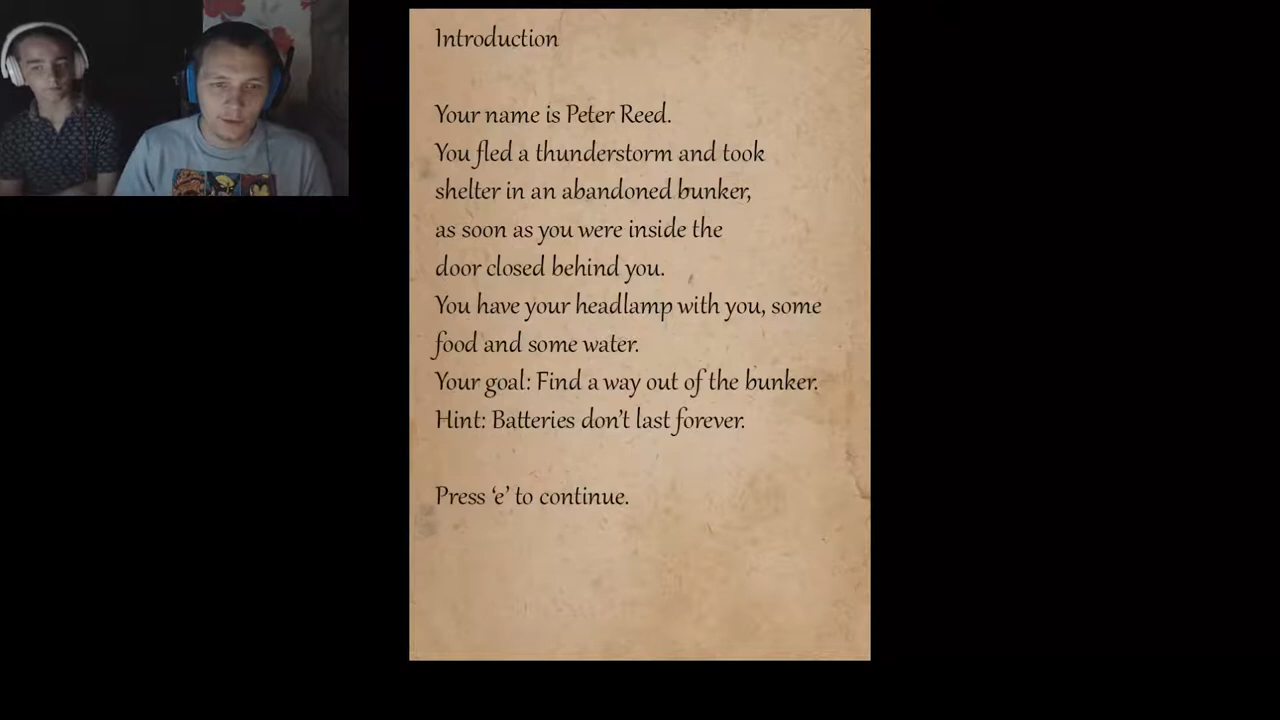 Introduction
Your name is Peter Reed.
You fled a thunderstorm and took
shelter in an abandoned bunker,
as soon as you were inside the
door closed behind you.
You have your headlamp with you, some
food and some water.
Your goal: Find a way out of the bunker.
Hint: Batteries don't last forever.
Press ‘e’ to continue.